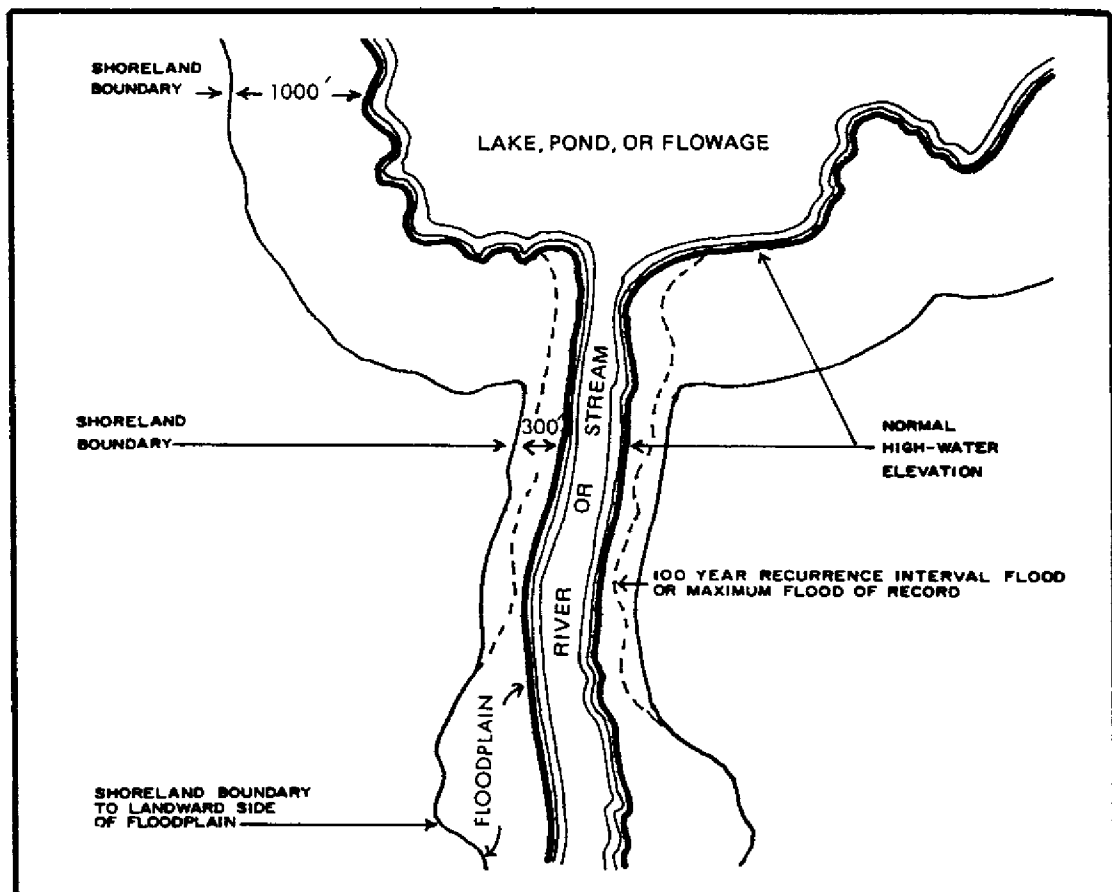 SHORELAND
BOUNDARY
1000'
LAKE, POND, OR FLOWAGE
SHORELAND
BOUNDARY
300'
RIVER OR STREAM
NORMAL
HIGH-WATER
ELEVATION
100 YEAR RECURRENCE INTERVAL FLOOD
OR MAXIMUM FLOOD OF RECORD
FLOODPLAIN
SHORELAND BOUNDARY
TO LANDWARD SIDE
OF FLOODPLAIN